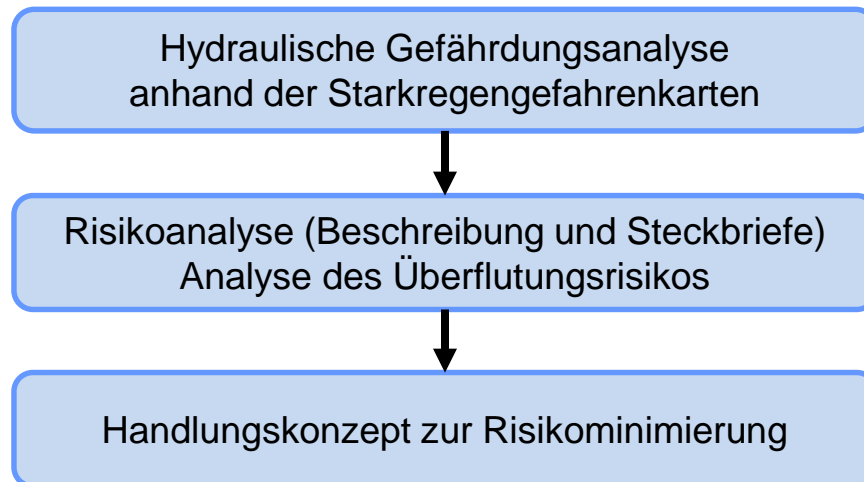 Hydraulische Gefährdungsanalyse
anhand der Starkregengefahrenkarten
Risikoanalyse (Beschreibung und Steckbriefe)
Analyse des Überflutungsrisikos
Handlungskonzept zur Risikominimierung